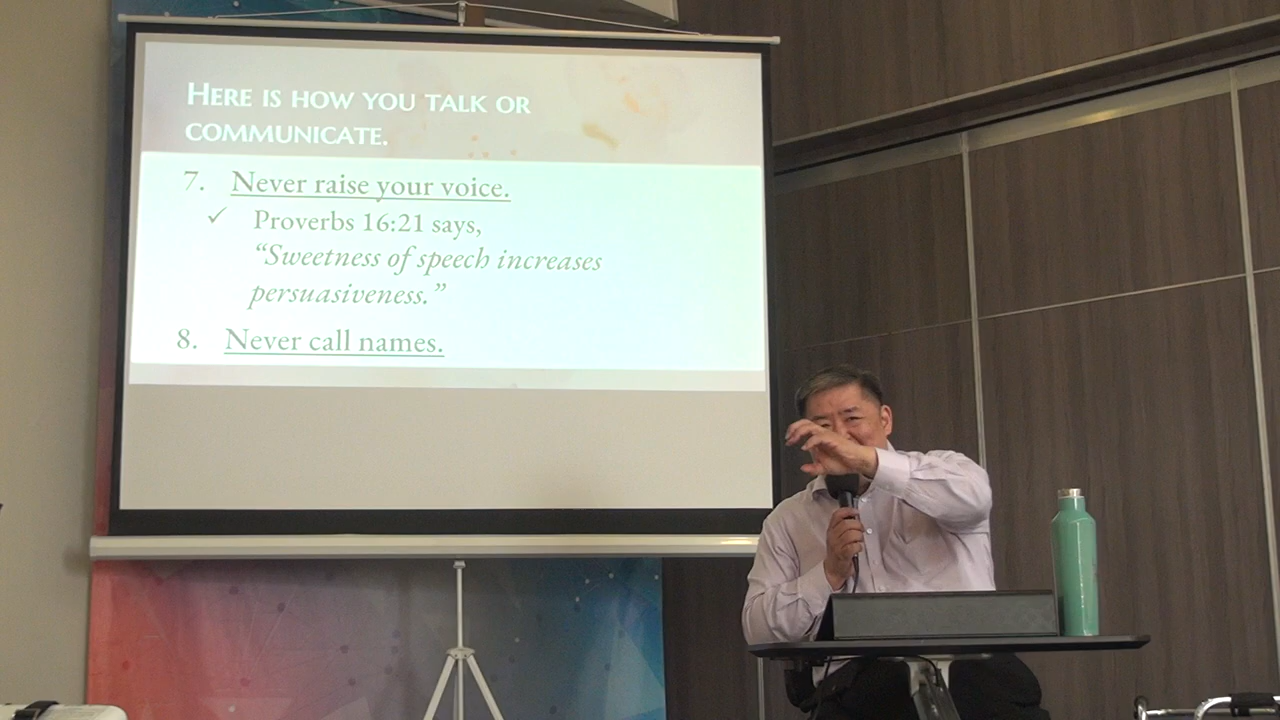 HERE IS HOW YOU TALK OR
COMMUNICATE.
7. Never raise your voice.
✓ Proverbs 16:21 says,
“Sweetness of speech increases
persuasiveness.”
8. Never call names.